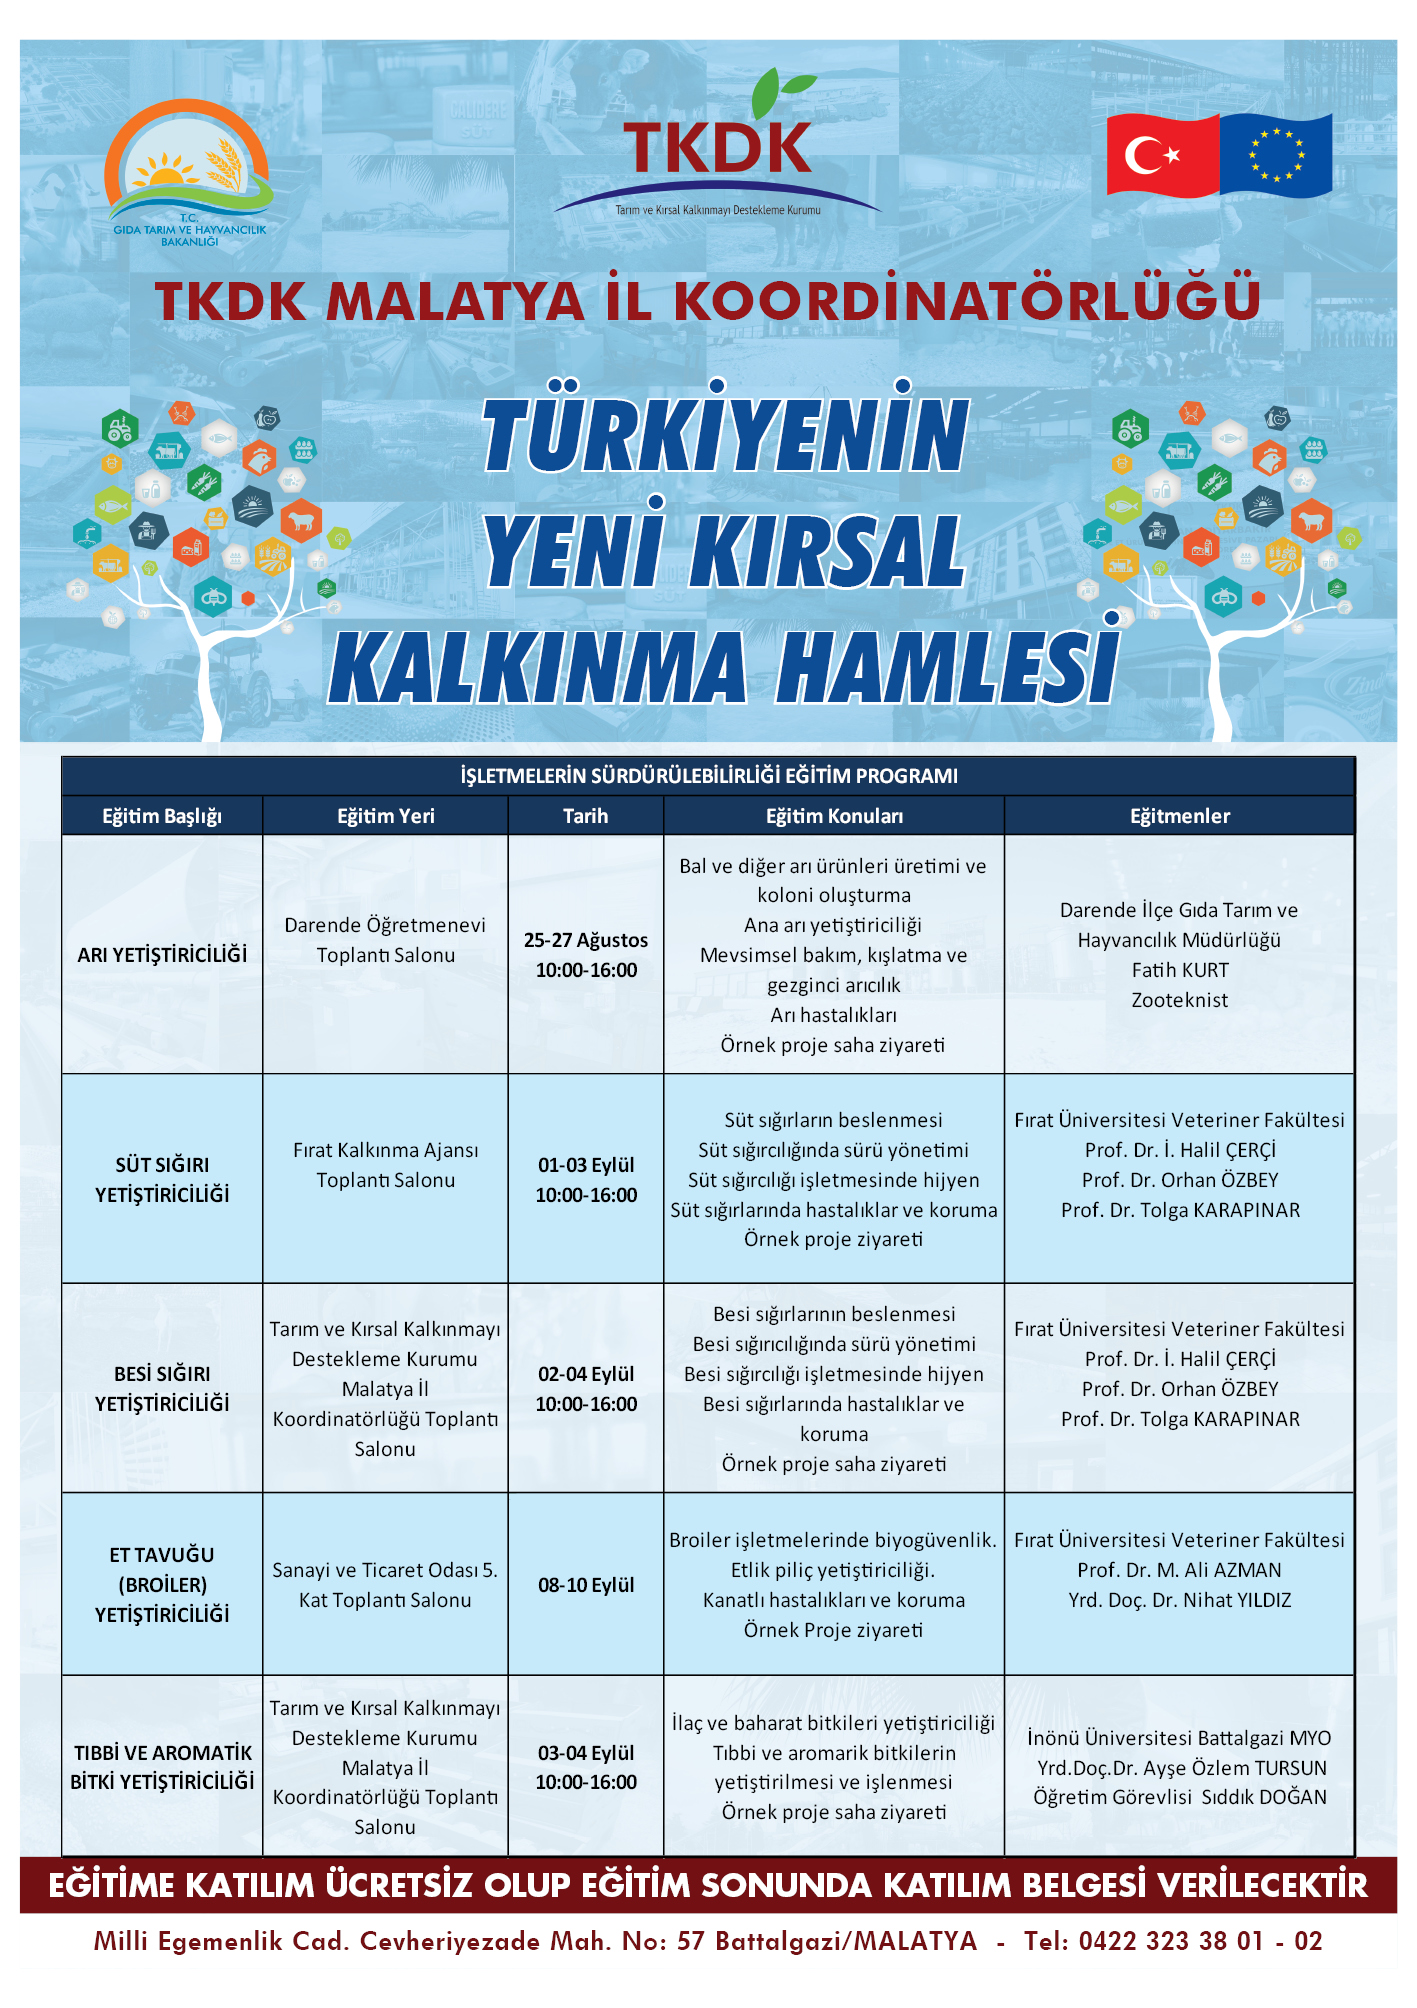 T.C.
GIDA TARIM VE HAYVANCILIK
BAKANLIĞI
TKDK
Tarım ve Kırsal Kalkınmayı Destekleme Kurumu
TKDK MALATYA İL KOORDİNATÖRLÜĞÜ
TÜRKİYENİN
YENİ KIRSAL
KALKINMA HAMLESİ
İŞLETMELERİN SÜRDÜRÜLEBİLİRLİĞİ EĞİTİM PROGRAMI
Eğitim Başlığı
Eğitim Yeri
Tarih
Eğitim Konuları
Eğitmenler
ARI YETİŞTİRİCİLİĞİ
Darende Öğretmenevi
Toplantı Salonu
25-27 Ağustos
10:00-16:00
Bal ve diğer arı ürünleri üretimi ve
koloni oluşturma
Ana arı yetiştiriciliği
Mevsimsel bakım, kışlatma ve
gezginci arıcılık
Arı hastalıkları
Örnek proje saha ziyareti
Darende İlçe Gıda Tarım ve
Hayvancılık Müdürlüğü
Fatih KURT
Zooteknist
SÜT SIĞIRI
YETİŞTİRİCİLİĞİ
Fırat Kalkınma Ajansı
Toplantı Salonu
01-03 Eylül
10:00-16:00
Süt sığırların beslenmesi
Süt sığırcılığında sürü yönetimi
Süt sığırcılığı işletmesinde hijyen
Süt sığırlarında hastalıklar ve koruma
Örnek proje ziyareti
Fırat Üniversitesi Veteriner Fakültesi
Prof. Dr. İ. Halil ÇERÇİ
Prof. Dr. Orhan ÖZBEY
Prof. Dr. Tolga KARAPINAR
BESİ SIĞIRI
YETİŞTİRİCİLİĞİ
Tarım ve Kırsal Kalkınmayı
Destekleme Kurumu
Malatya İl
Koordinatörlüğü Toplantı
Salonu
02-04 Eylül
10:00-16:00
Besi sığırlarının beslenmesi
Besi sığırıcılığında sürü yönetimi
Besi sığırcılığı işletmesinde hijyen
Besi sığırlarında hastalıklar ve
koruma
Örnek proje saha ziyareti
Fırat Üniversitesi Veteriner Fakültesi
Prof. Dr. İ. Halil ÇERÇİ
Prof. Dr. Orhan ÖZBEY
Prof. Dr. Tolga KARAPINAR
ET TAVUĞU
(BROİLER)
YETİŞTİRİCİLİĞİ
Sanayi ve Ticaret Odası 5.
Kat Toplantı Salonu
08-10 Eylül
Broiler işletmelerinde biyogüvenlik.
Etlik piliç yetiştiriciliği.
Kanatlı hastalıkları ve koruma
Örnek Proje ziyareti
Fırat Üniversitesi Veteriner Fakültesi
Prof. Dr. M. Ali AZMAN
Yrd. Doç. Dr. Nihat YILDIZ
TIBBİ VE AROMATİK
BİTKİ YETİŞTİRİCİLİĞİ
Tarım ve Kırsal Kalkınmayı
Destekleme Kurumu
Malatya İl
Koordinatörlüğü Toplantı
Salonu
03-04 Eylül
10:00-16:00
İlaç ve baharat bitkileri yetiştiriciliği
Tıbbi ve aromarik bitkilerin
yetiştirilmesi ve işlenmesi
Örnek proje saha ziyareti
İnönü Üniversitesi Battalgazi MYO
Yrd.Doç.Dr. Ayşe Özlem TURSUN
Öğretim Görevlisi Sıddık DOĞAN
EĞİTİME KATILIM ÜCRETSİZ OLUP EĞİTİM SONUNDA KATILIM BELGESİ VERİLECEKTİR
Milli Egemenlik Cad. Cevheriyezade Mah. No: 57 Battalgazi/MALATYA - Tel: 0422 323 38 01 - 02